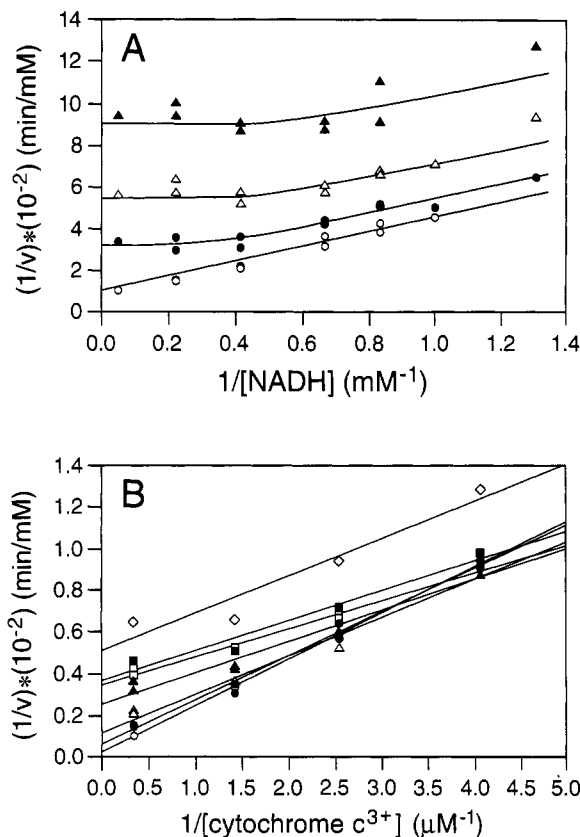 A
(1/v)*(10⁻²) (min/mM)
14
12
10
8
6
4
2
0
0.0 0.2 0.4 0.6 0.8 1.0 1.2 1.4
1/[NADH] (mM⁻¹)
B
(1/v)*(10⁻²) (min/mM)
1.4
1.2
1.0
0.8
0.6
0.4
0.2
0.0
0.0 0.5 1.0 1.5 2.0 2.5 3.0 3.5 4.0 4.5 5.0
1/[cytochrome c³⁺] (μM⁻¹)